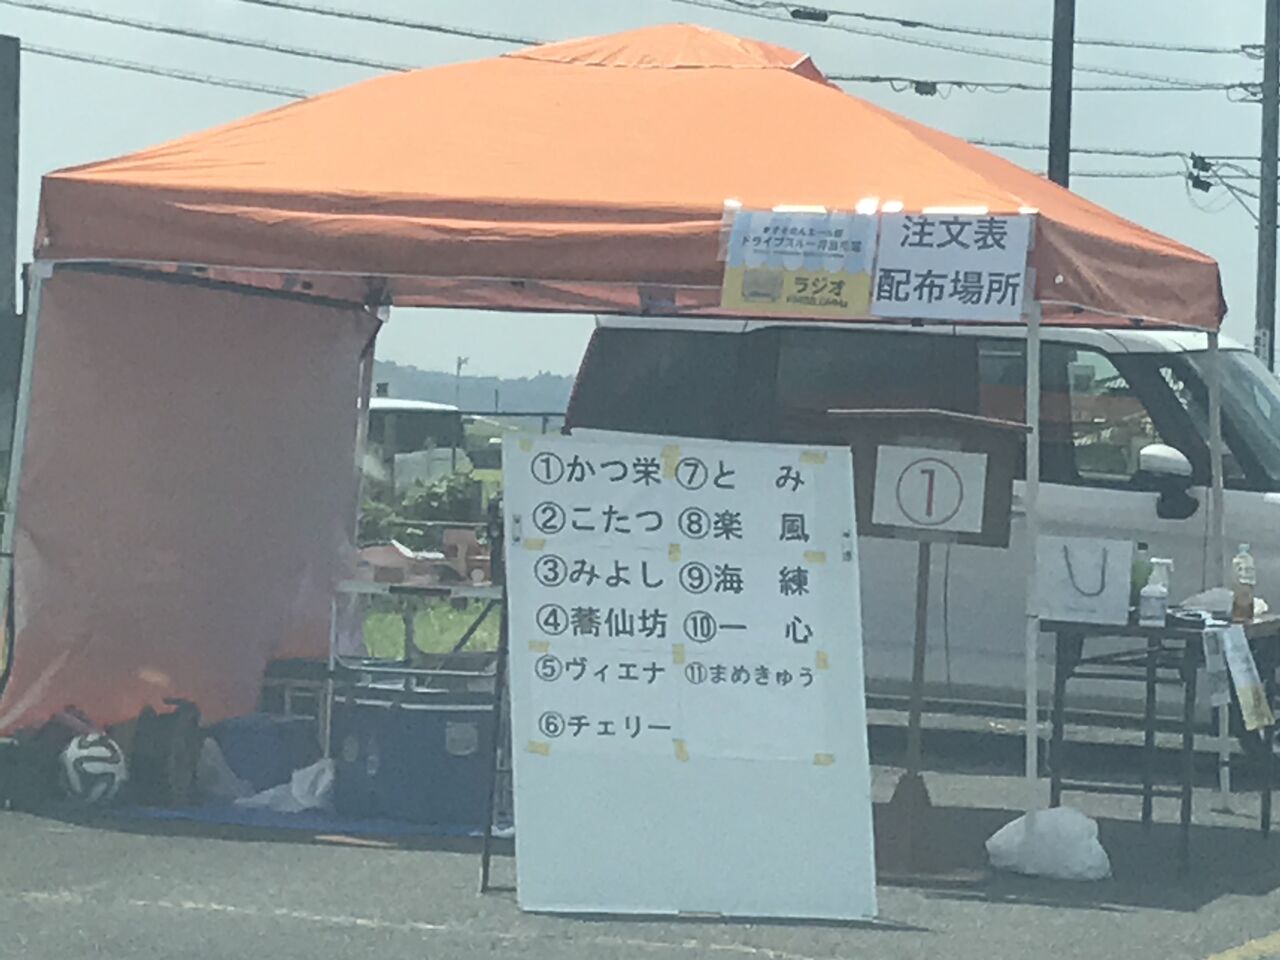 ドライブスルー弁当市場
ラジオ
注文表
配布場所
①かつ栄
②こたつ
③みよし
④蕎仙坊
⑤ヴィエナ
⑥チェリー
⑦とみ
⑧楽風
⑨海練
⑩一心
⑪まめきゅう
①